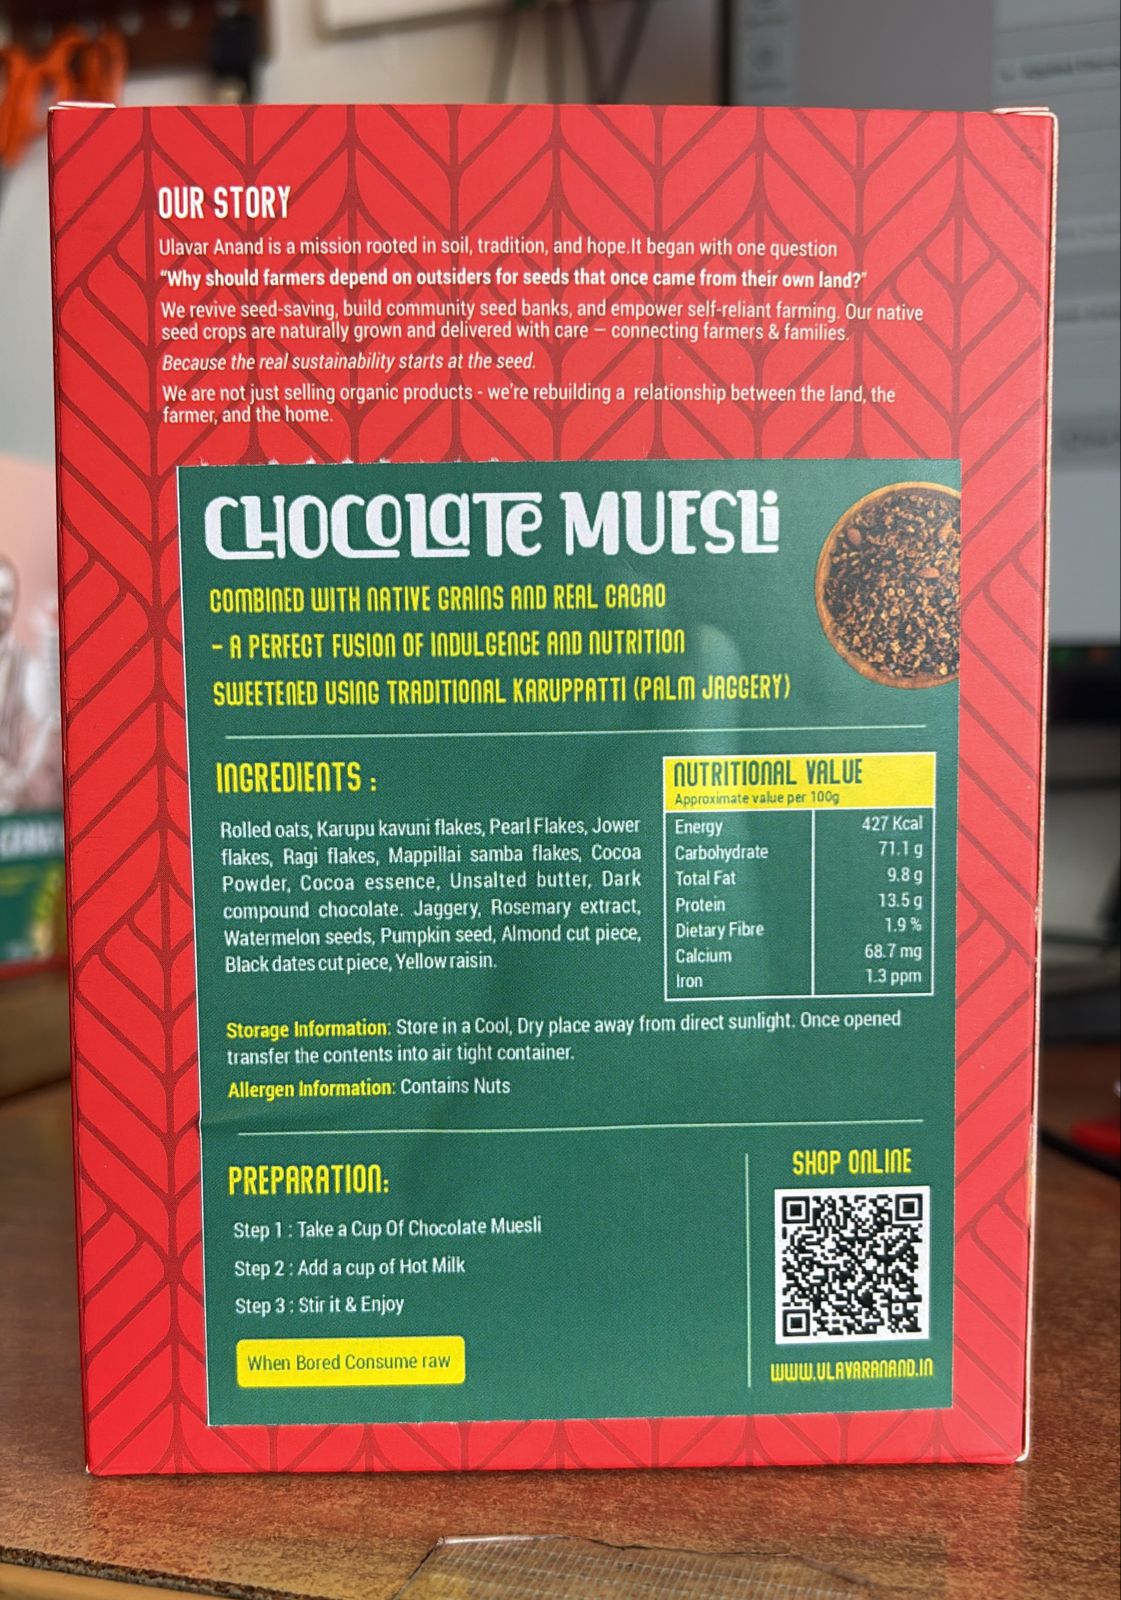 OUR STORY
Ulavar Anand is a mission rooted in soil, tradition, and hope.It began with one question
“Why should farmers depend on outsiders for seeds that once came from their own land?”
We revive seed-saving, build community seed banks, and empower self-reliant farming. Our native
seed crops are naturally grown and delivered with care – connecting farmers & families.
Because the real sustainability starts at the seed.
We are not just selling organic products - we're rebuilding a relationship between the land, the
farmer, and the home.
CHOCOLATE MUESLI
COMBINED WITH NATIVE GRAINS AND REAL CACAO
- A PERFECT FUSION OF INDULGENCE AND NUTRITION
SWEETENED USING TRADITIONAL KARUPPATTI (PALM JAGGERY)
INGREDIENTS :
Rolled oats, Karupu kavuni flakes, Pearl Flakes, Jower
flakes, Ragi flakes, Mappillai samba flakes, Cocoa
Powder, Cocoa essence, Unsalted butter, Dark
compound chocolate. Jaggery, Rosemary extract,
Watermelon seeds, Pumpkin seed, Almond cut piece,
Black dates cut piece, Yellow raisin.
NUTRITIONAL VALUE
Approximate value per 100g
Energy 427 Kcal
Carbohydrate 71.1 g
Total Fat 9.8 g
Protein 13.5 g
Dietary Fibre 1.9 %
Calcium 68.7 mg
Iron 1.3 ppm
Storage Information: Store in a Cool, Dry place away from direct sunlight. Once opened
transfer the contents into air tight container.
Allergen Information: Contains Nuts
PREPARATION:
Step 1 : Take a Cup Of Chocolate Muesli
Step 2 : Add a cup of Hot Milk
Step 3 : Stir it & Enjoy
When Bored Consume raw
SHOP ONLINE
WWW.ULAVARANAND.IN